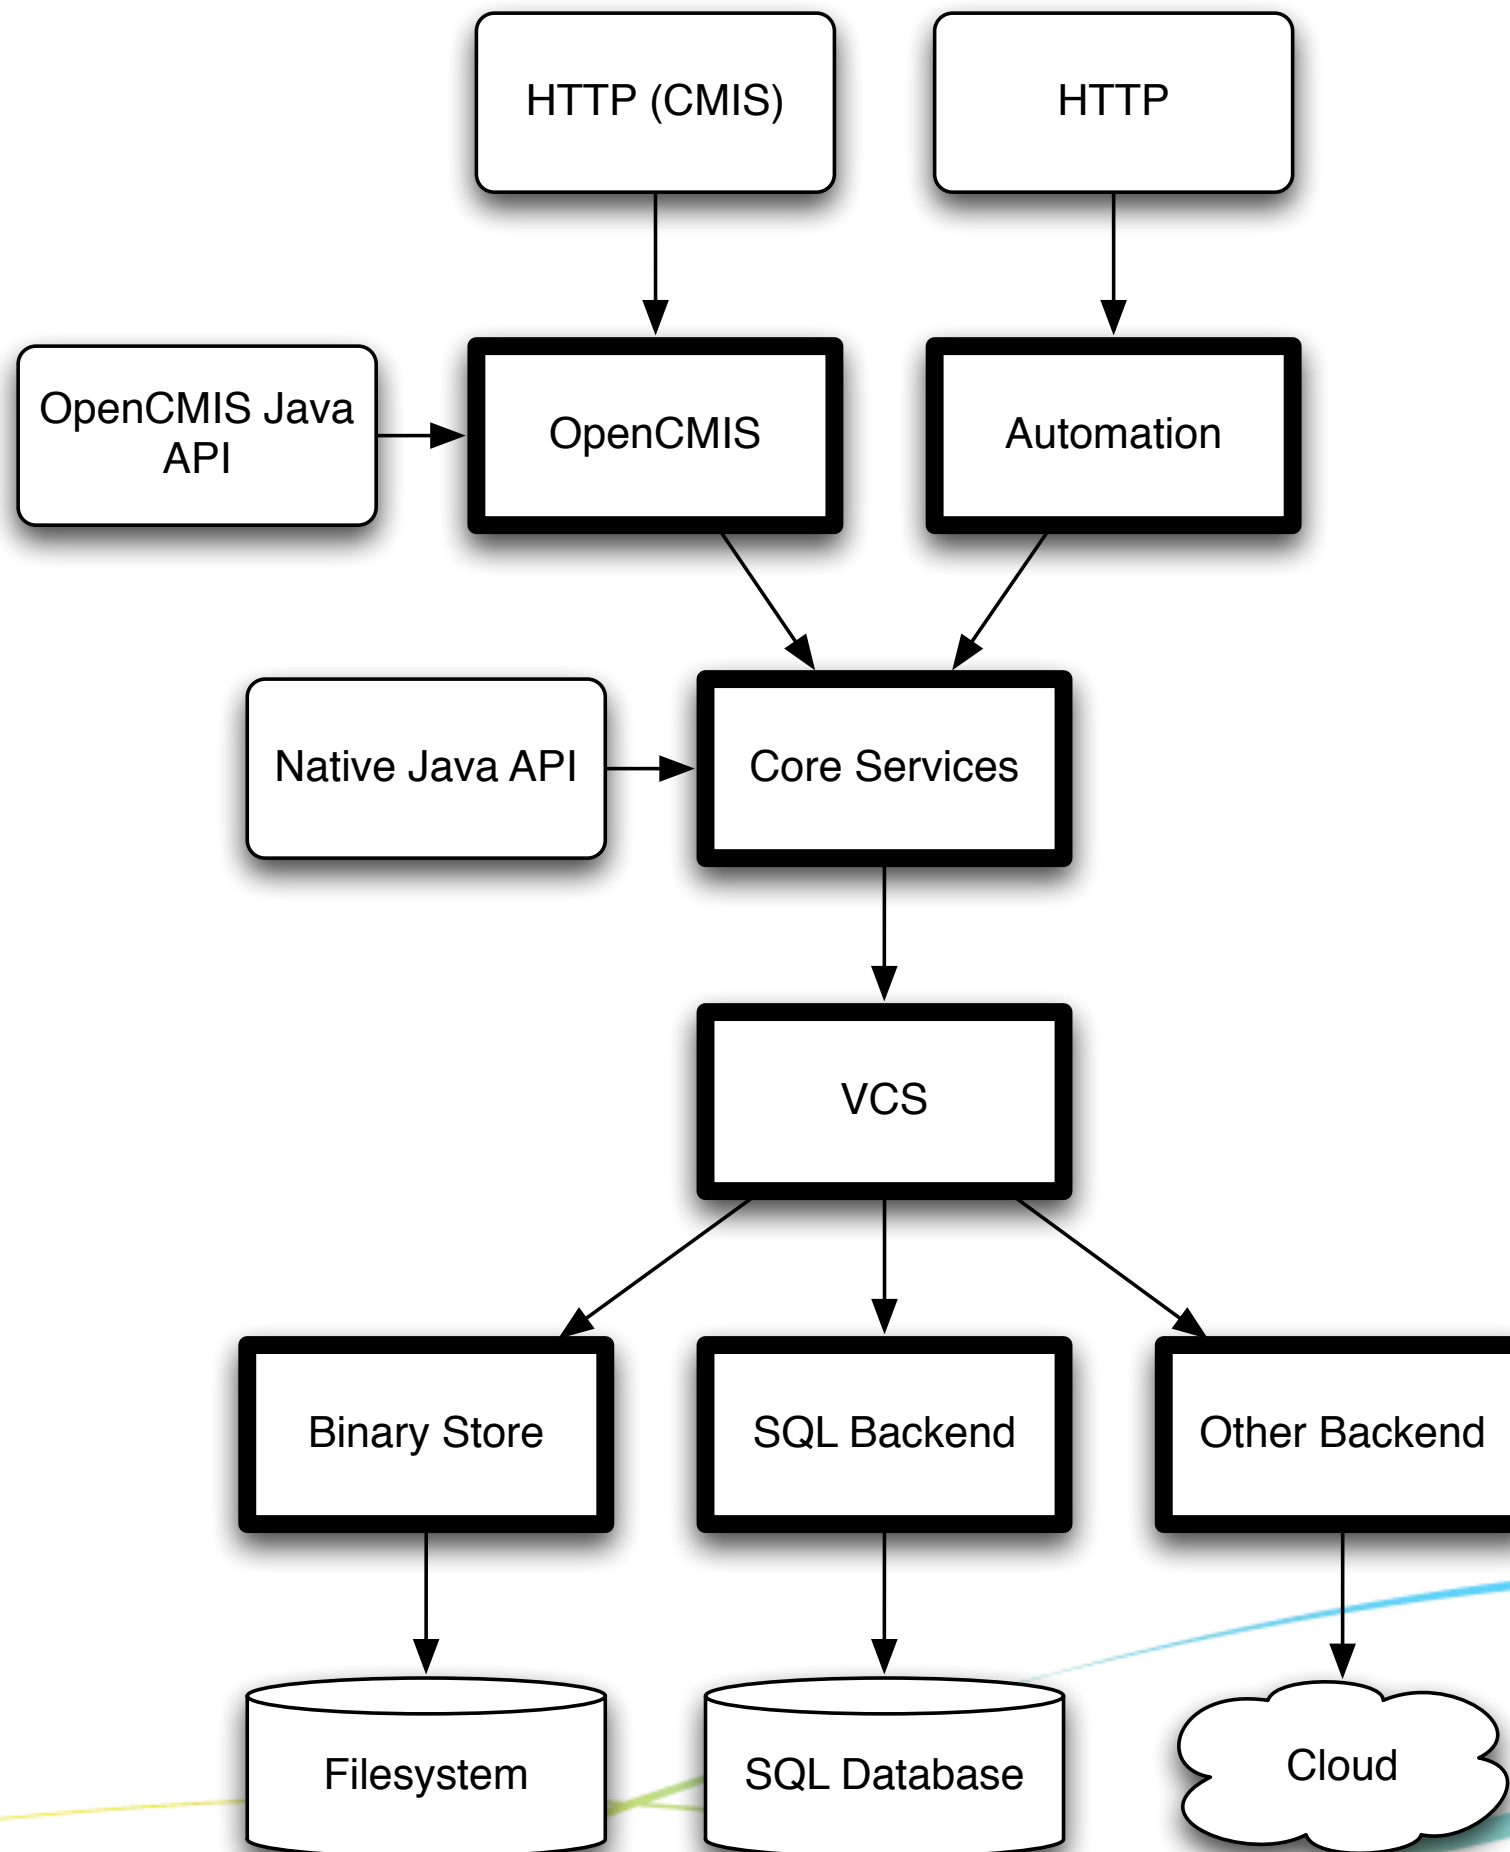 HTTP (CMIS)
HTTP
OpenCMIS Java
API
OpenCMIS
Automation
Native Java API
Core Services
VCS
Binary Store
SQL Backend
Other Backend
Filesystem
SQL Database
Cloud